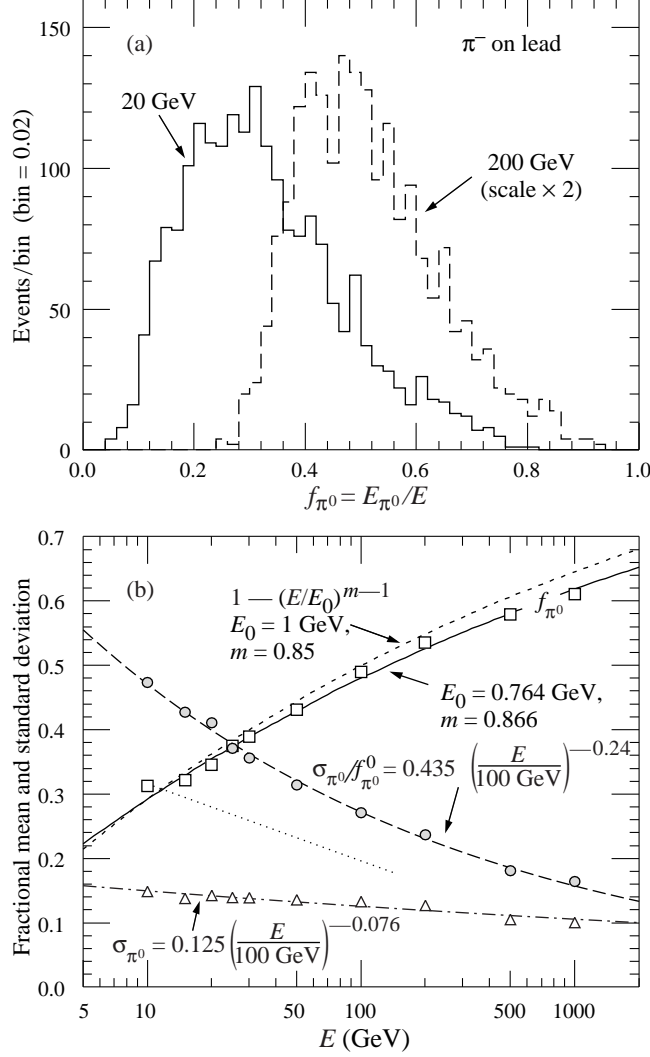 (a)
π⁻ on lead
150
20 GeV
200 GeV
(scale × 2)
100
50
0
Events/bin (bin = 0.02)
0.0 0.2 0.4 0.6 0.8 1.0
f_π⁰ = E_π⁰/E
0.7
(b)
0.6
1 — (E/E₀)^m—1
E₀ = 1 GeV,
m = 0.85
f_π⁰
0.5
E₀ = 0.764 GeV,
m = 0.866
0.4
σ_π⁰/f⁰_π⁰ = 0.435 (E/100 GeV)^—0.24
0.3
0.2
0.1
σ_π⁰ = 0.125 (E/100 GeV)^—0.076
0.0
Fractional mean and standard deviation
5 10 50 100 500 1000
E (GeV)